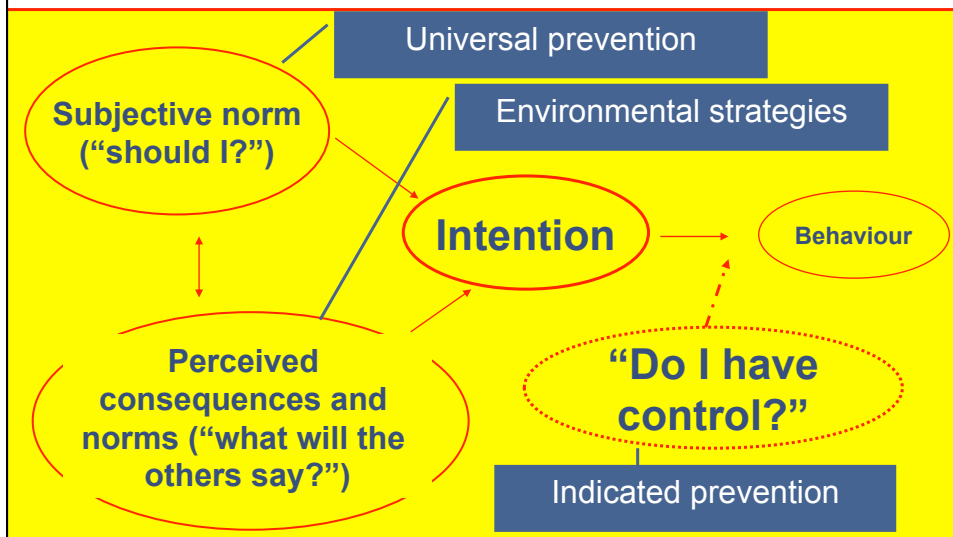 Universal prevention
Environmental strategies
Subjective norm
(“should I?”)
Intention
Behaviour
Perceived
consequences and
norms (“what will the
others say?”)
“Do I have
control?”
Indicated prevention